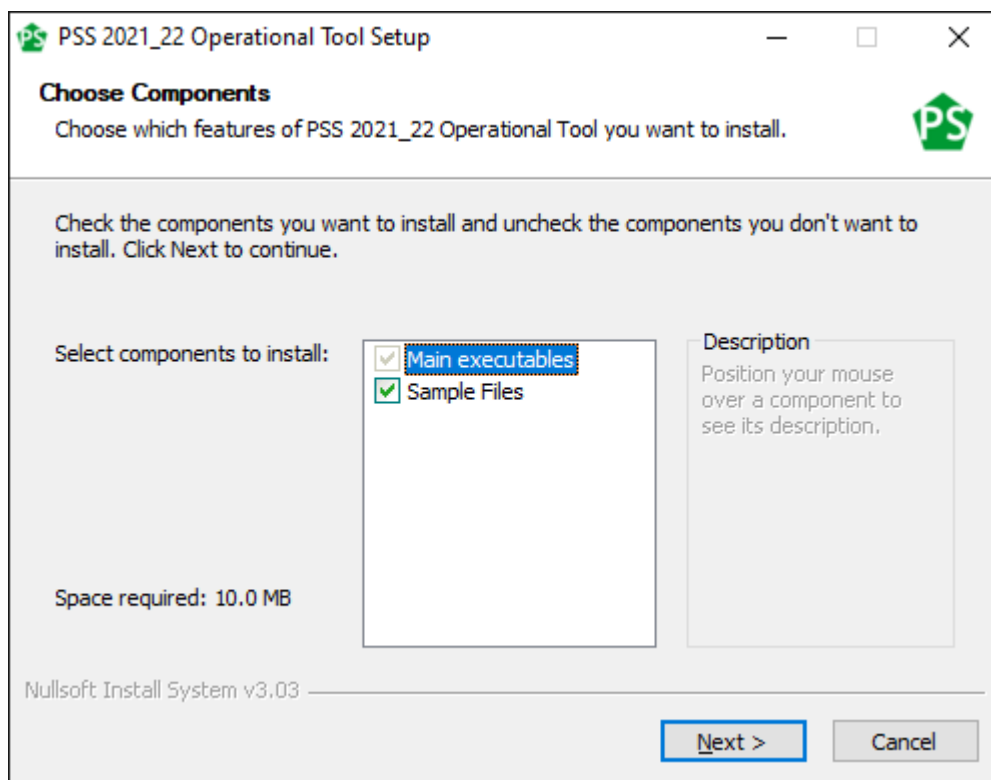 PS PSS 2021_22 Operational Tool Setup
Choose Components
Choose which features of PSS 2021_22 Operational Tool you want to install.
PS
Check the components you want to install and uncheck the components you don't want to
install. Click Next to continue.
Select components to install:
Main executables
Sample Files
Description
Position your mouse
over a component to
see its description.
Space required: 10.0 MB
Nullsoft Install System v3.03
Next >
Cancel